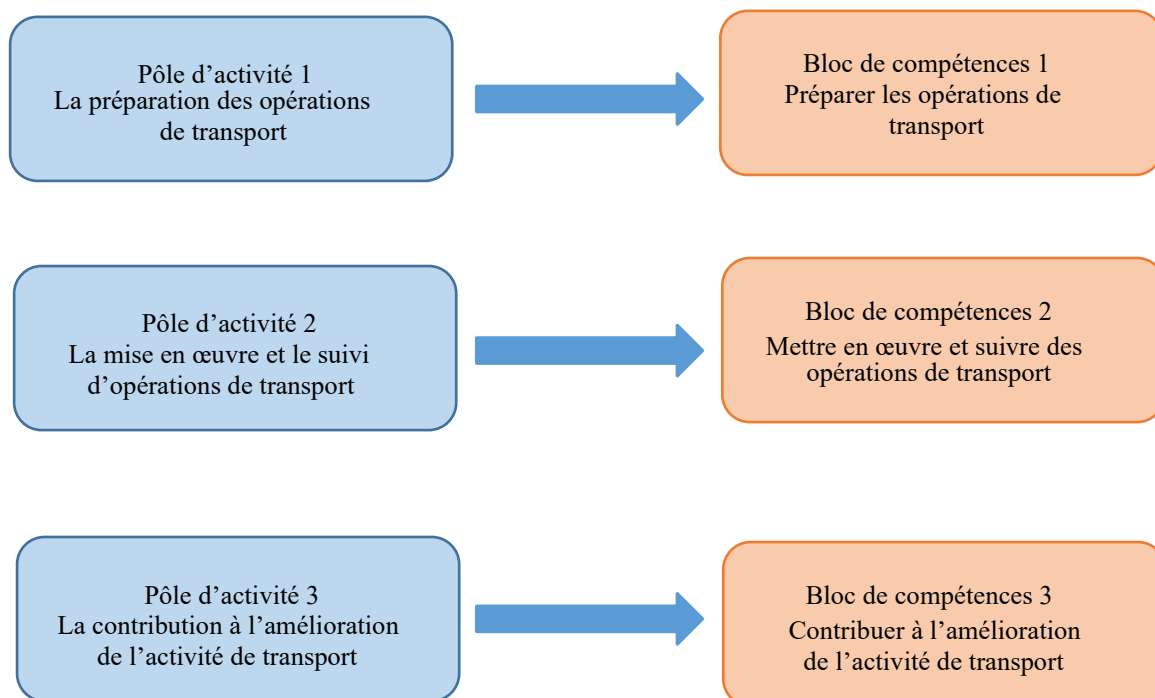 Pôle d’activité 1
La préparation des opérations
de transport
Bloc de compétences 1
Préparer les opérations de
transport
Pôle d’activité 2
La mise en œuvre et le suivi
d’opérations de transport
Bloc de compétences 2
Mettre en œuvre et suivre des
opérations de transport
Pôle d’activité 3
La contribution à l’amélioration
de l’activité de transport
Bloc de compétences 3
Contribuer à l’amélioration
de l’activité de transport